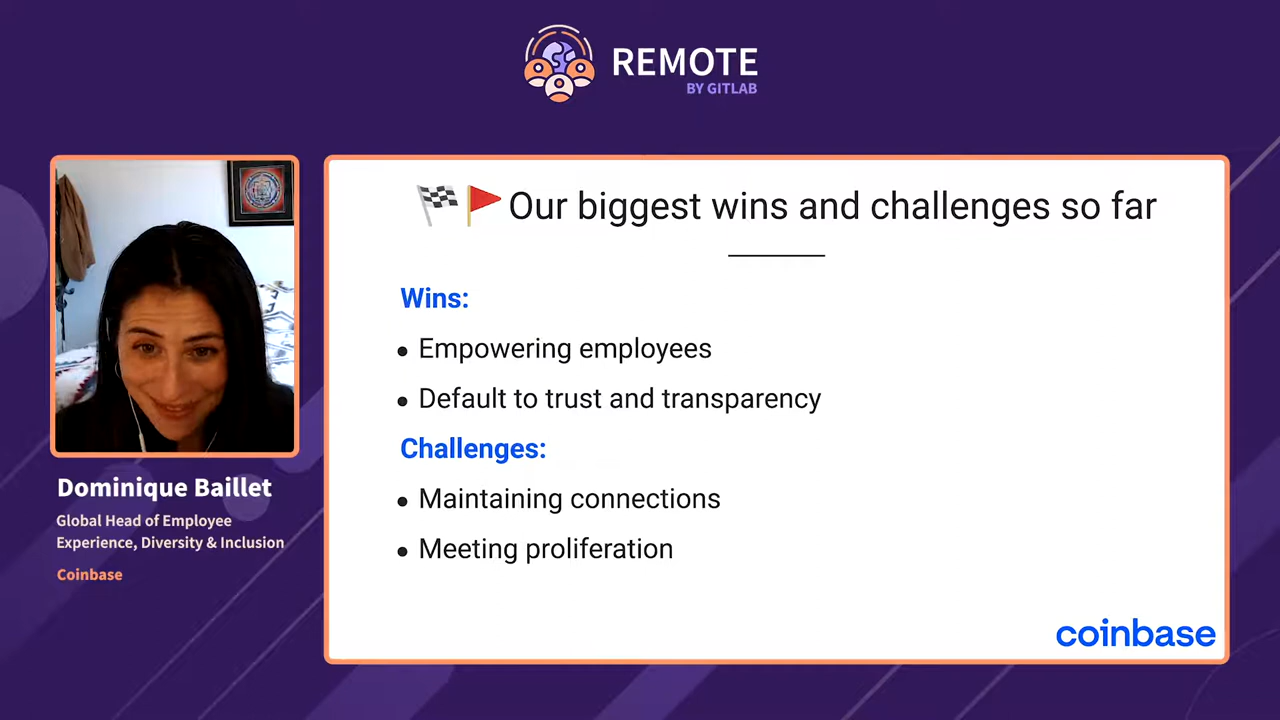 REMOTE
BY GITLAB
🏁🚩Our biggest wins and challenges so far
Wins:
• Empowering employees
• Default to trust and transparency
Challenges:
• Maintaining connections
• Meeting proliferation
coinbase
Dominique Baillet
Global Head of Employee
Experience, Diversity & Inclusion
Coinbase